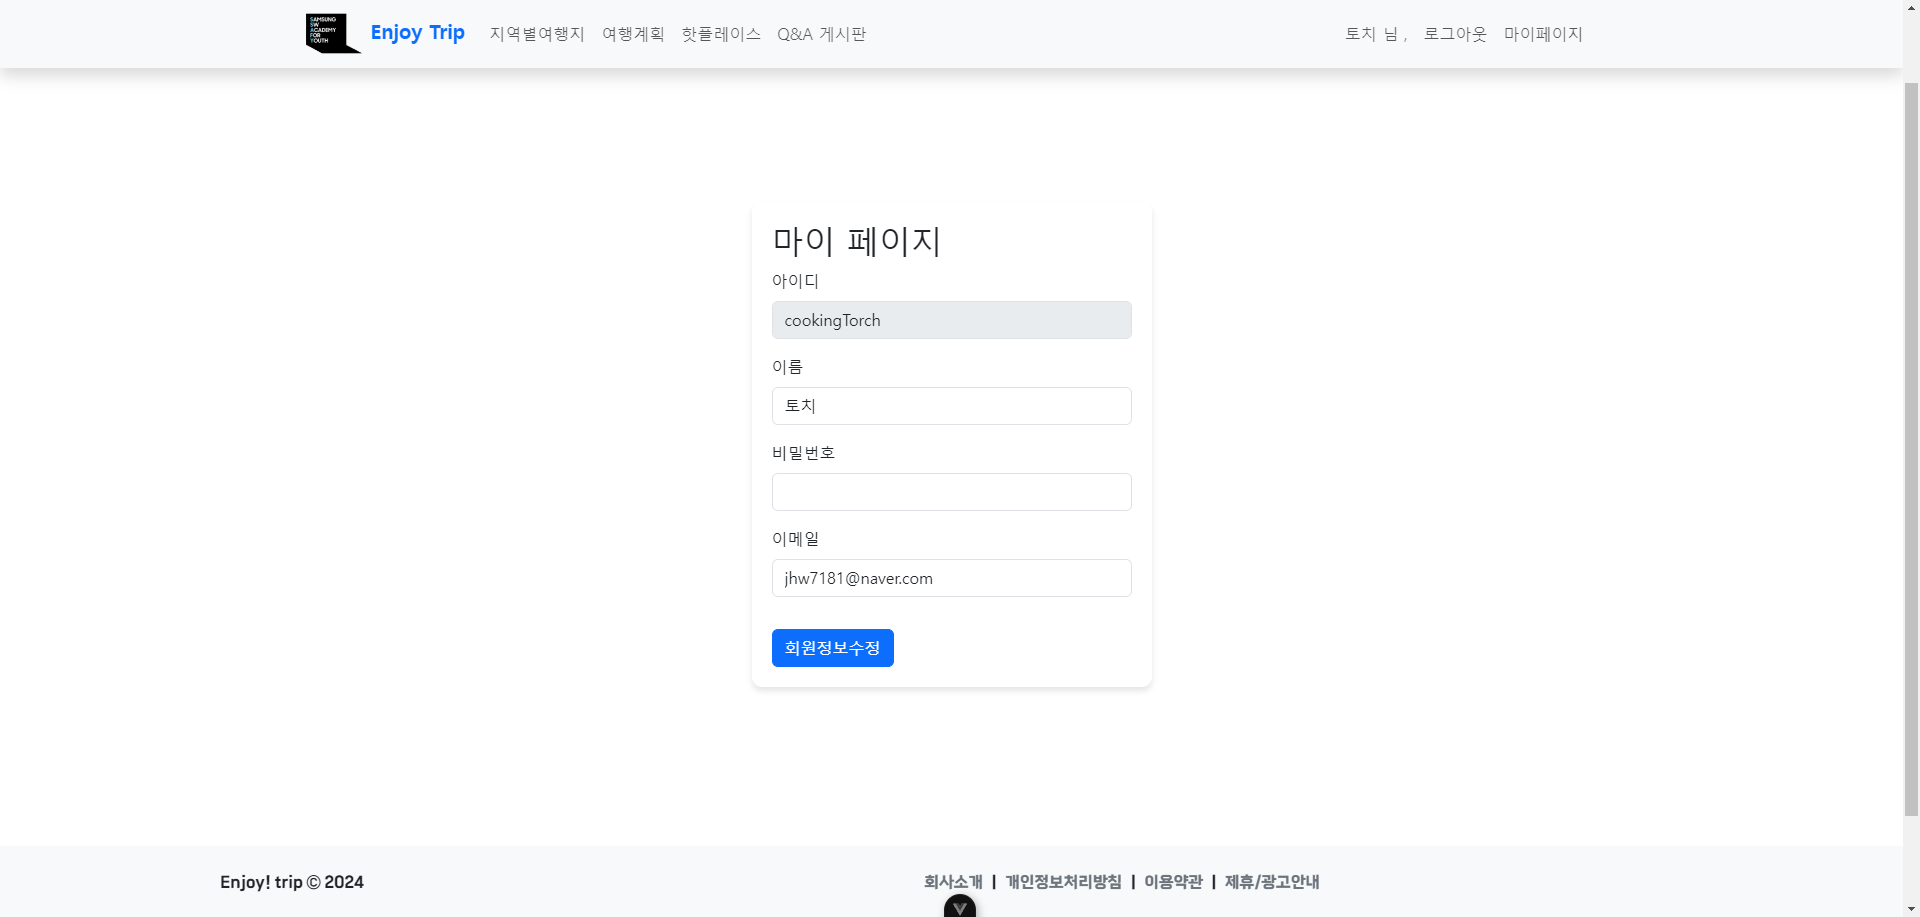 SAMSUNG
SW
ACADEMY
FOR
YOUTH
Enjoy Trip 지역별여행지 여행계획 핫플레이스 Q&A 게시판 토치 님 , 로그아웃 마이페이지
마이 페이지
아이디
cookingTorch
이름
토치
비밀번호
이메일
jhw7181@naver.com
회원정보수정
Enjoy! trip © 2024 회사소개 | 개인정보처리방침 | 이용약관 | 제휴/광고안내